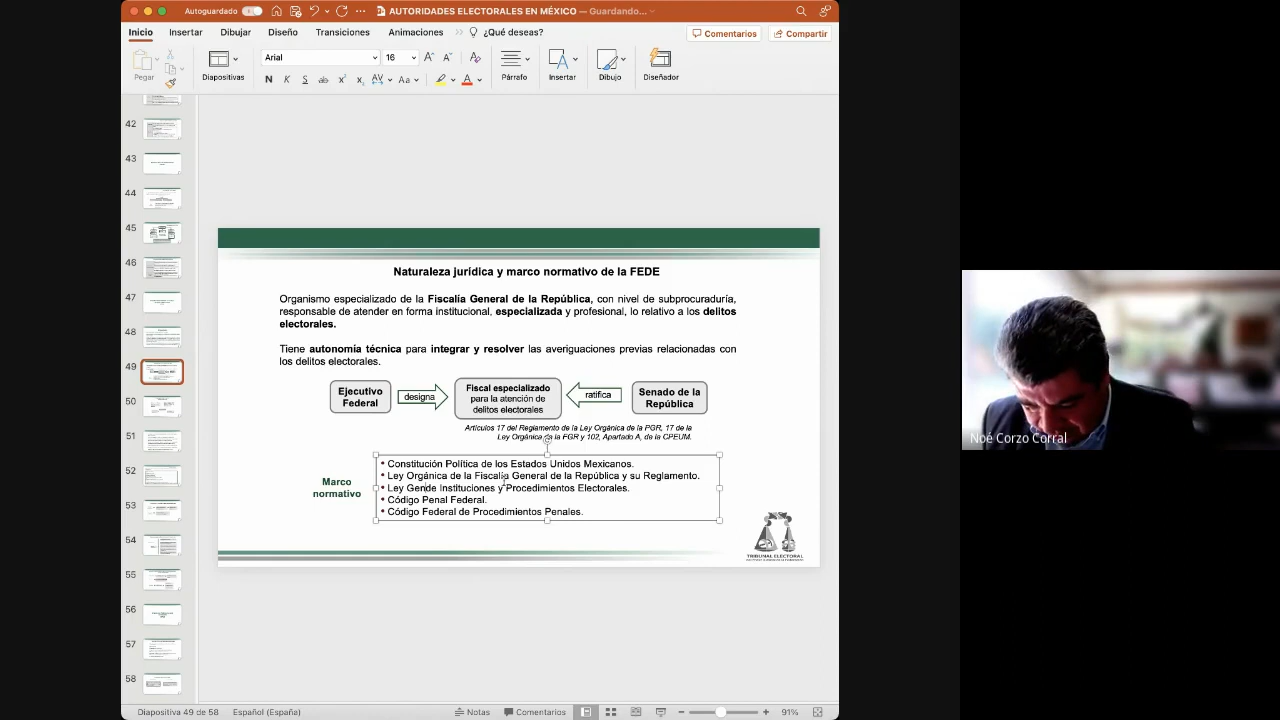 Autoguardado
AUTORIDADES ELECTORALES EN MÉXICO — Guardando...
Inicio Insertar Dibujar Diseño Transiciones Animaciones ¿Qué deseas? Comentarios Compartir
Pegar Diapositivas Arial 16 Párrafo Insertar Dibujo Diseñador
N K S ab x² x₂ AV Aa A
42
43
44
45
46
47
48
49
50
51
52
53
54
55
56
57
58
Naturaleza jurídica y marco normativo de la FEDE
Organismo especializado de la Fiscalía General de la República con nivel de subprocuraduría,
responsable de atender en forma institucional, especializada y profesional, lo relativo a los delitos
electorales.
Tiene autonomía técnica para integrar y resolver las averiguaciones previas relacionadas con
los delitos electorales.
Ejecutivo
Federal
designa
Fiscal especializado
para la atención de
delitos electorales
ratifica
Senado de la
República
Artículos 17 del Reglamento de la Ley Orgánica de la PGR, 17 de la
Ley Orgánica de la FGR y 102, apartado A, de la CPEUM.
Marco
normativo
• Constitución Política de los Estados Unidos Mexicanos.
• Ley Orgánica de la Fiscalía General de la República y su Reglamento.
• Ley Genela Instituciones y Procedimientos Electorales.
• Código Penal Federal.
• Código Federal de Procedimientos Penales.
TRIBUNAL ELECTORAL
Noé Corzo Corral
Diapositiva 49 de 58 Español (España) Notas Comentarios 91%